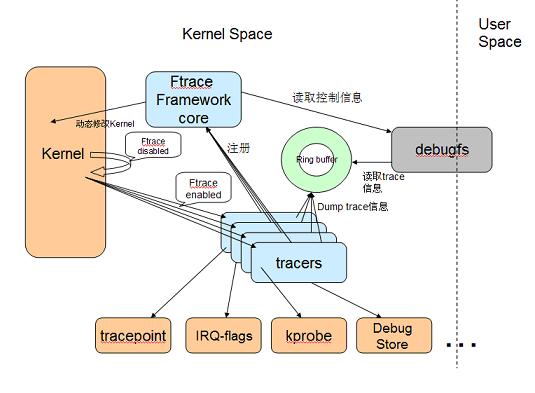 Kernel Space
User
Space
Ftrace
Framework
core
读取控制信息
动态修改Kernel
Kernel
Ftrace
disabled
注册
Ring buffer
debugfs
读取trace
信息
Ftrace
enabled
Dump trace信息
tracers
tracepoint
IRQ-flags
kprobe
Debug
Store
...